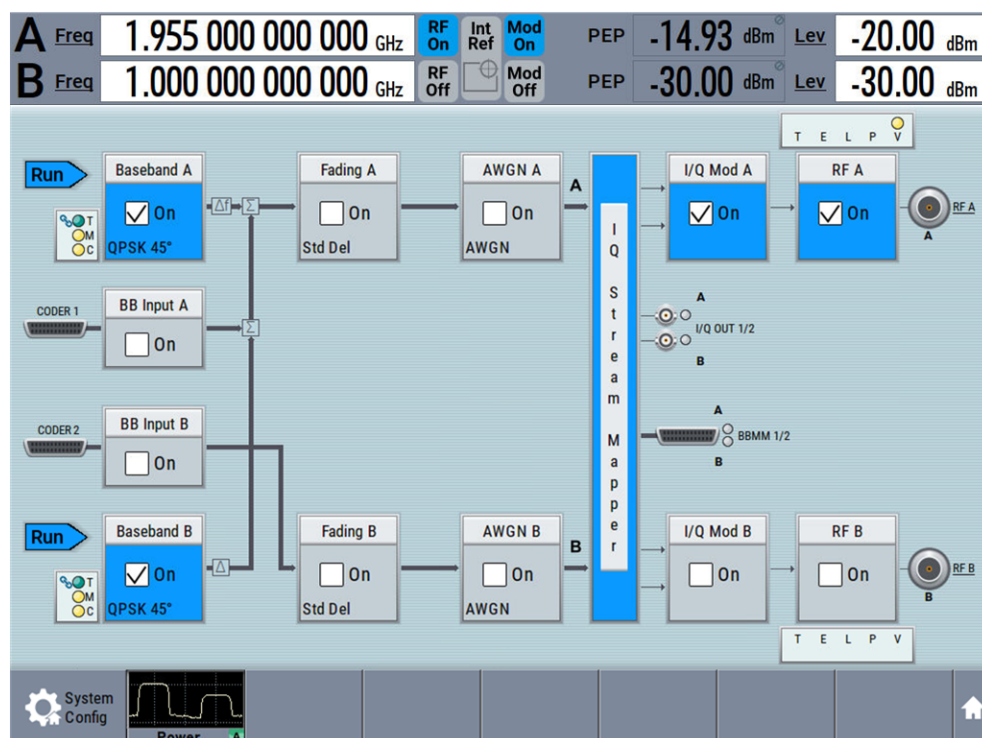 A Freq 1.955 000 000 000 GHz RF On Int Ref Mod On PEP -14.93 dBm Lev -20.00 dBm
B Freq 1.000 000 000 000 GHz RF Off Mod Off PEP -30.00 dBm Lev -30.00 dBm
T E L P V
Run Baseband A Fading A AWGN A A I/Q Mod A RF A
On On On On On RF A
T M C QPSK 45° Δf Σ Std Del AWGN A
IQ Stream Mapper
CODER 1 BB Input A
On Σ
A
I/Q OUT 1/2
B
CODER 2 BB Input B
On
A
BBMM 1/2
B
Run Baseband B Fading B AWGN B B I/Q Mod B RF B
On Δ On On On On RF B
T M C QPSK 45° Std Del AWGN B
T E L P V
System Config
Power A